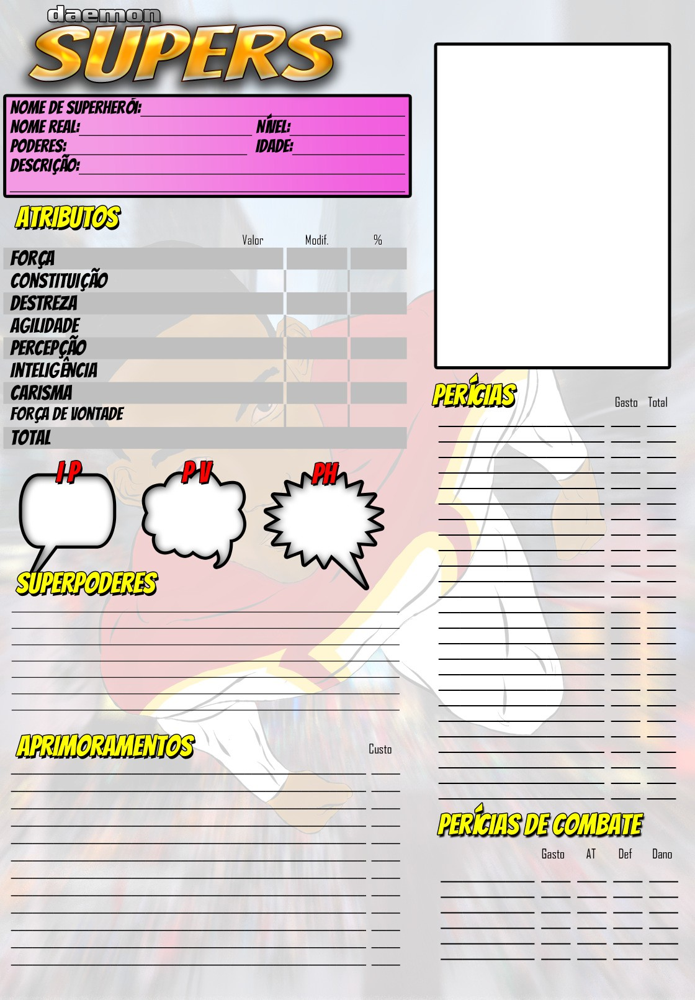 daemon
SUPERS
NOME DE SUPERHERÓI:
NOME REAL: NÍVEL:
PODERES: IDADE:
DESCRIÇÃO:
ATRIBUTOS
Valor Modif. %
FORÇA
CONSTITUIÇÃO
DESTREZA
AGILIDADE
PERCEPÇÃO
INTELIGÊNCIA
CARISMA
FORÇA DE VONTADE
TOTAL
IP PV PH
SUPERPODERES
APRIMORAMENTOS Custo
PERÍCIAS Gasto Total
PERÍCIAS DE COMBATE
Gasto AT Def Dano